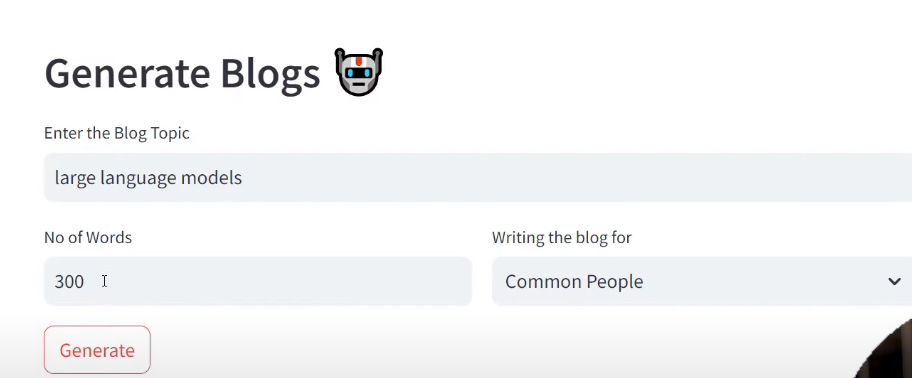 Generate Blogs
Enter the Blog Topic
large language models
No of Words
Writing the blog for
300
Common People
Generate